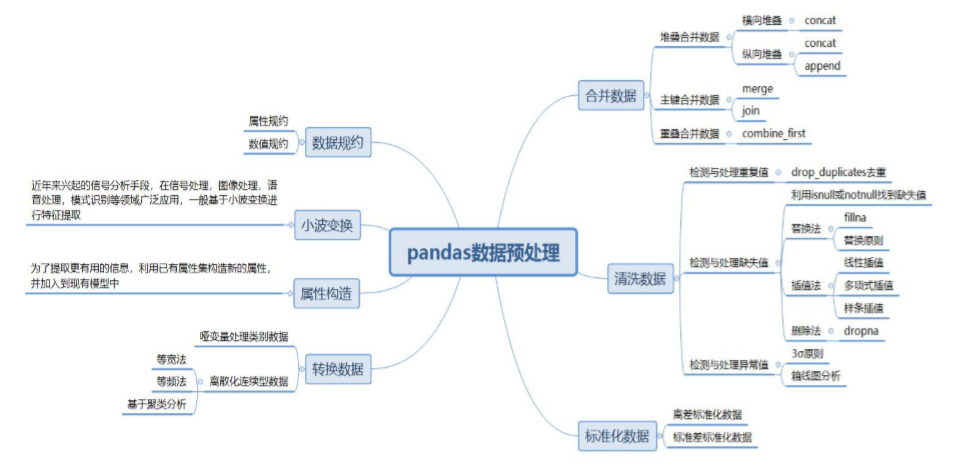 pandas数据预处理
合并数据
堆叠合并数据
横向堆叠
concat
纵向堆叠
concat
append
主键合并数据
merge
join
重叠合并数据
combine_first
清洗数据
检测与处理重复值
drop_duplicates去重
检测与处理缺失值
利用isnull或notnull找到缺失值
替换法
fillna
替换原则
插值法
线性插值
多项式插值
样条插值
删除法
dropna
检测与处理异常值
3σ原则
箱线图分析
标准化数据
离差标准化数据
标准差标准化数据
数据规约
属性规约
数值规约
小波变换
近年来兴起的信号分析手段，在信号处理，图像处理，语
音处理，模式识别等领域广泛应用，一般基于小波变换进
行特征提取
属性构造
为了提取更有用的信息，利用已有属性集构造新的属性，
并加入到现有模型中
转换数据
哑变量处理类别数据
离散化连续型数据
等宽法
等频法
基于聚类分析